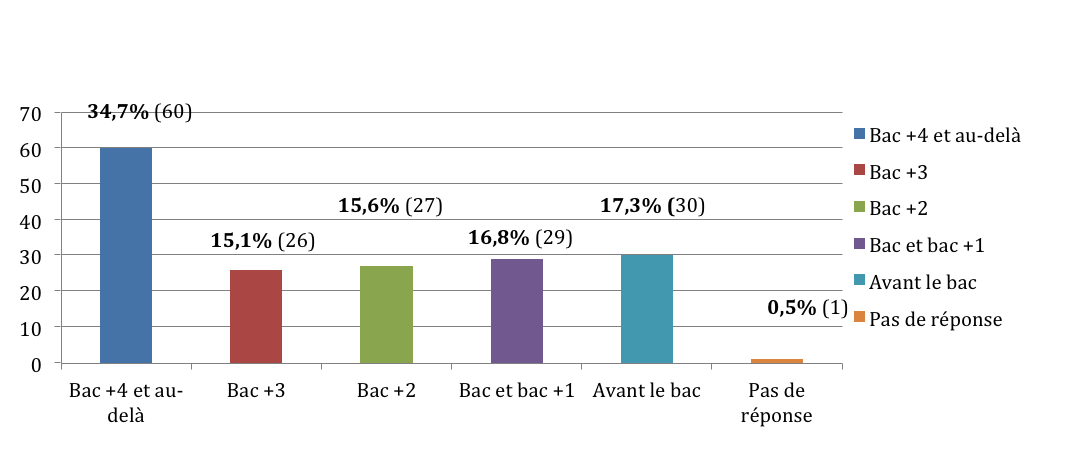 34,7% (60)
15,1% (26)
15,6% (27)
16,8% (29)
17,3% (30)
0,5% (1)
70
60
50
40
30
20
10
0
Bac +4 et au-
delà
Bac +3
Bac +2
Bac et bac +1
Avant le bac
Pas de
réponse
Bac +4 et au-delà
Bac +3
Bac +2
Bac et bac +1
Avant le bac
Pas de réponse